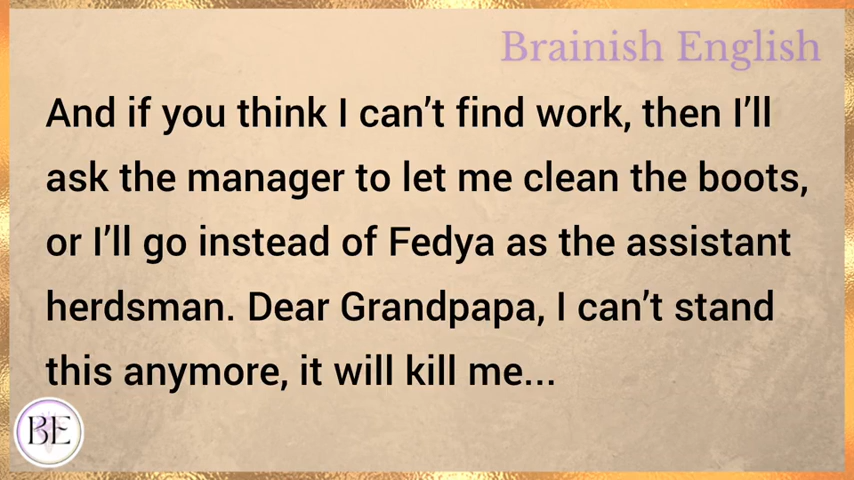 Brainish English
And if you think I can’t find work, then I’ll
ask the manager to let me clean the boots,
or I’ll go instead of Fedya as the assistant
herdsman. Dear Grandpapa, I can’t stand
this anymore, it will kill me...
BE